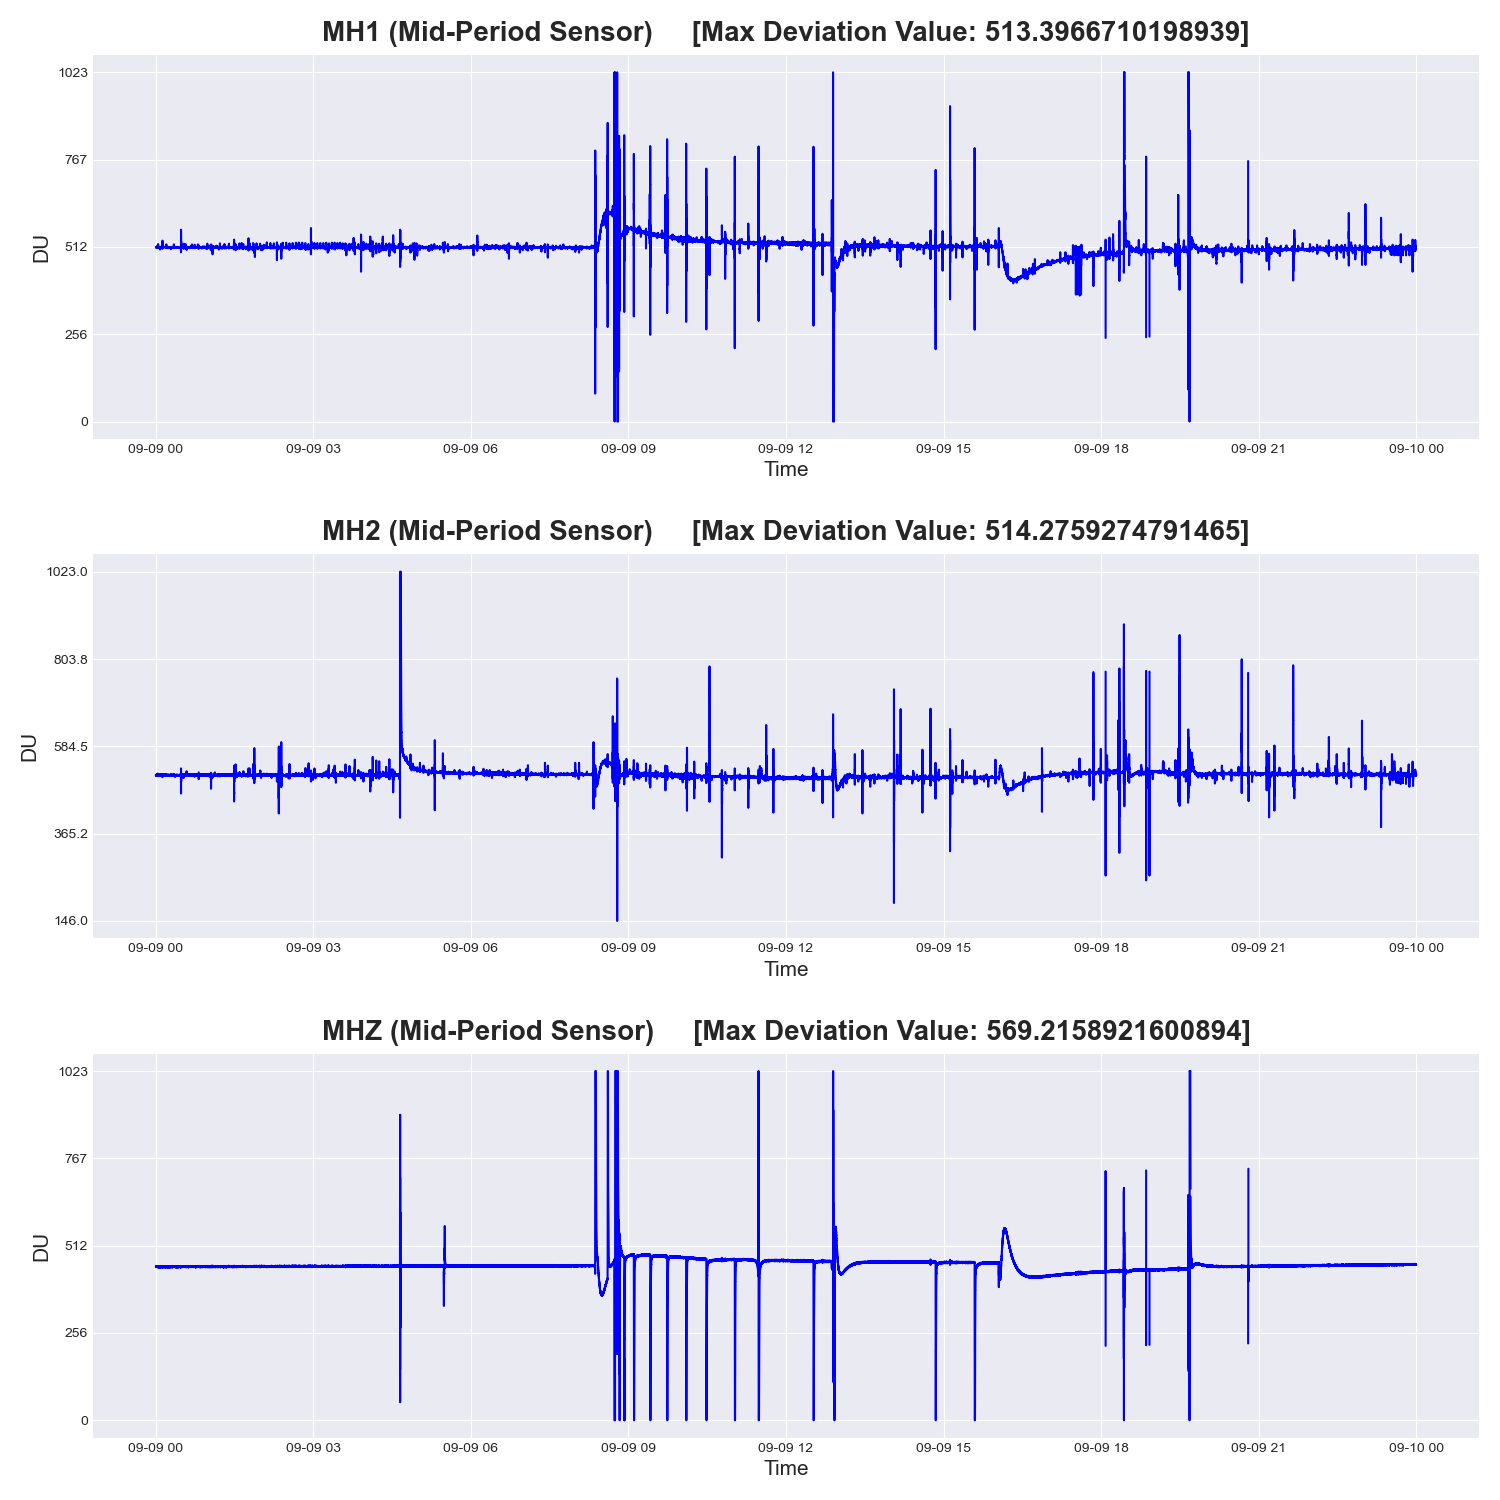 MH1 (Mid-Period Sensor) [Max Deviation Value: 513.3966710198939]
1023
767
512
256
0
DU
09-09 00 09-09 03 09-09 06 09-09 09 09-09 12 09-09 15 09-09 18 09-09 21 09-10 00
Time
MH2 (Mid-Period Sensor) [Max Deviation Value: 514.2759274791465]
1023.0
803.8
584.5
365.2
146.0
DU
09-09 00 09-09 03 09-09 06 09-09 09 09-09 12 09-09 15 09-09 18 09-09 21 09-10 00
Time
MHZ (Mid-Period Sensor) [Max Deviation Value: 569.2158921600894]
1023
767
512
256
0
DU
09-09 00 09-09 03 09-09 06 09-09 09 09-09 12 09-09 15 09-09 18 09-09 21 09-10 00
Time